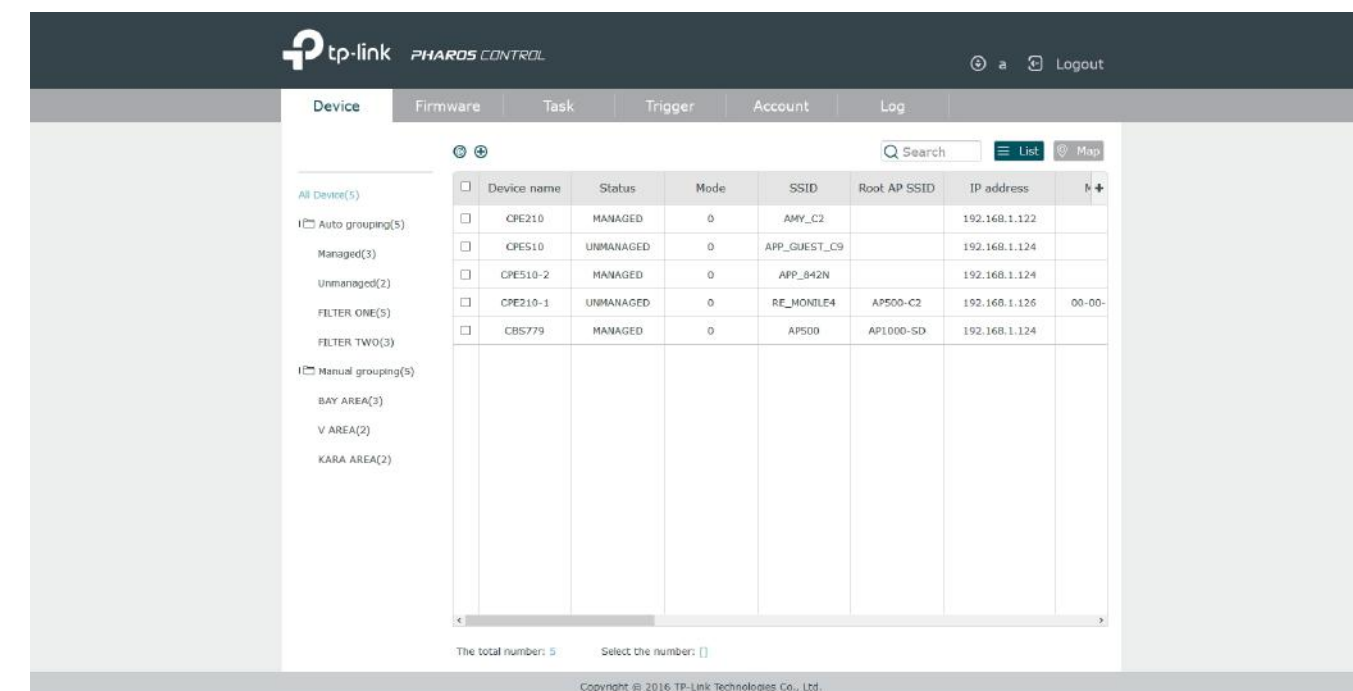 tp-link PHAROS CONTROL
a Logout
Device Firmware Task Trigger Account Log
Search List Map
All Device(5)
Auto grouping(5)
Managed(3)
Unmanaged(2)
FILTER ONE(5)
FILTER TWO(3)
Manual grouping(5)
BAY AREA(3)
V AREA(2)
KARA AREA(2)
Device name Status Mode SSID Root AP SSID IP address
CPE210 MANAGED 0 AMY_C2 192.168.1.122
CPE510 UNMANAGED 0 APP_GUEST_C9 192.168.1.124
CPE510-2 MANAGED 0 APP_842N 192.168.1.124
CPE210-1 UNMANAGED 0 RE_MONILE4 AP500-C2 192.168.1.126 00-00-
CBS779 MANAGED 0 AP500 AP1000-SD 192.168.1.124
The total number: 5 Select the number: []
Copyright © 2016 TP-Link Technologies Co., Ltd.